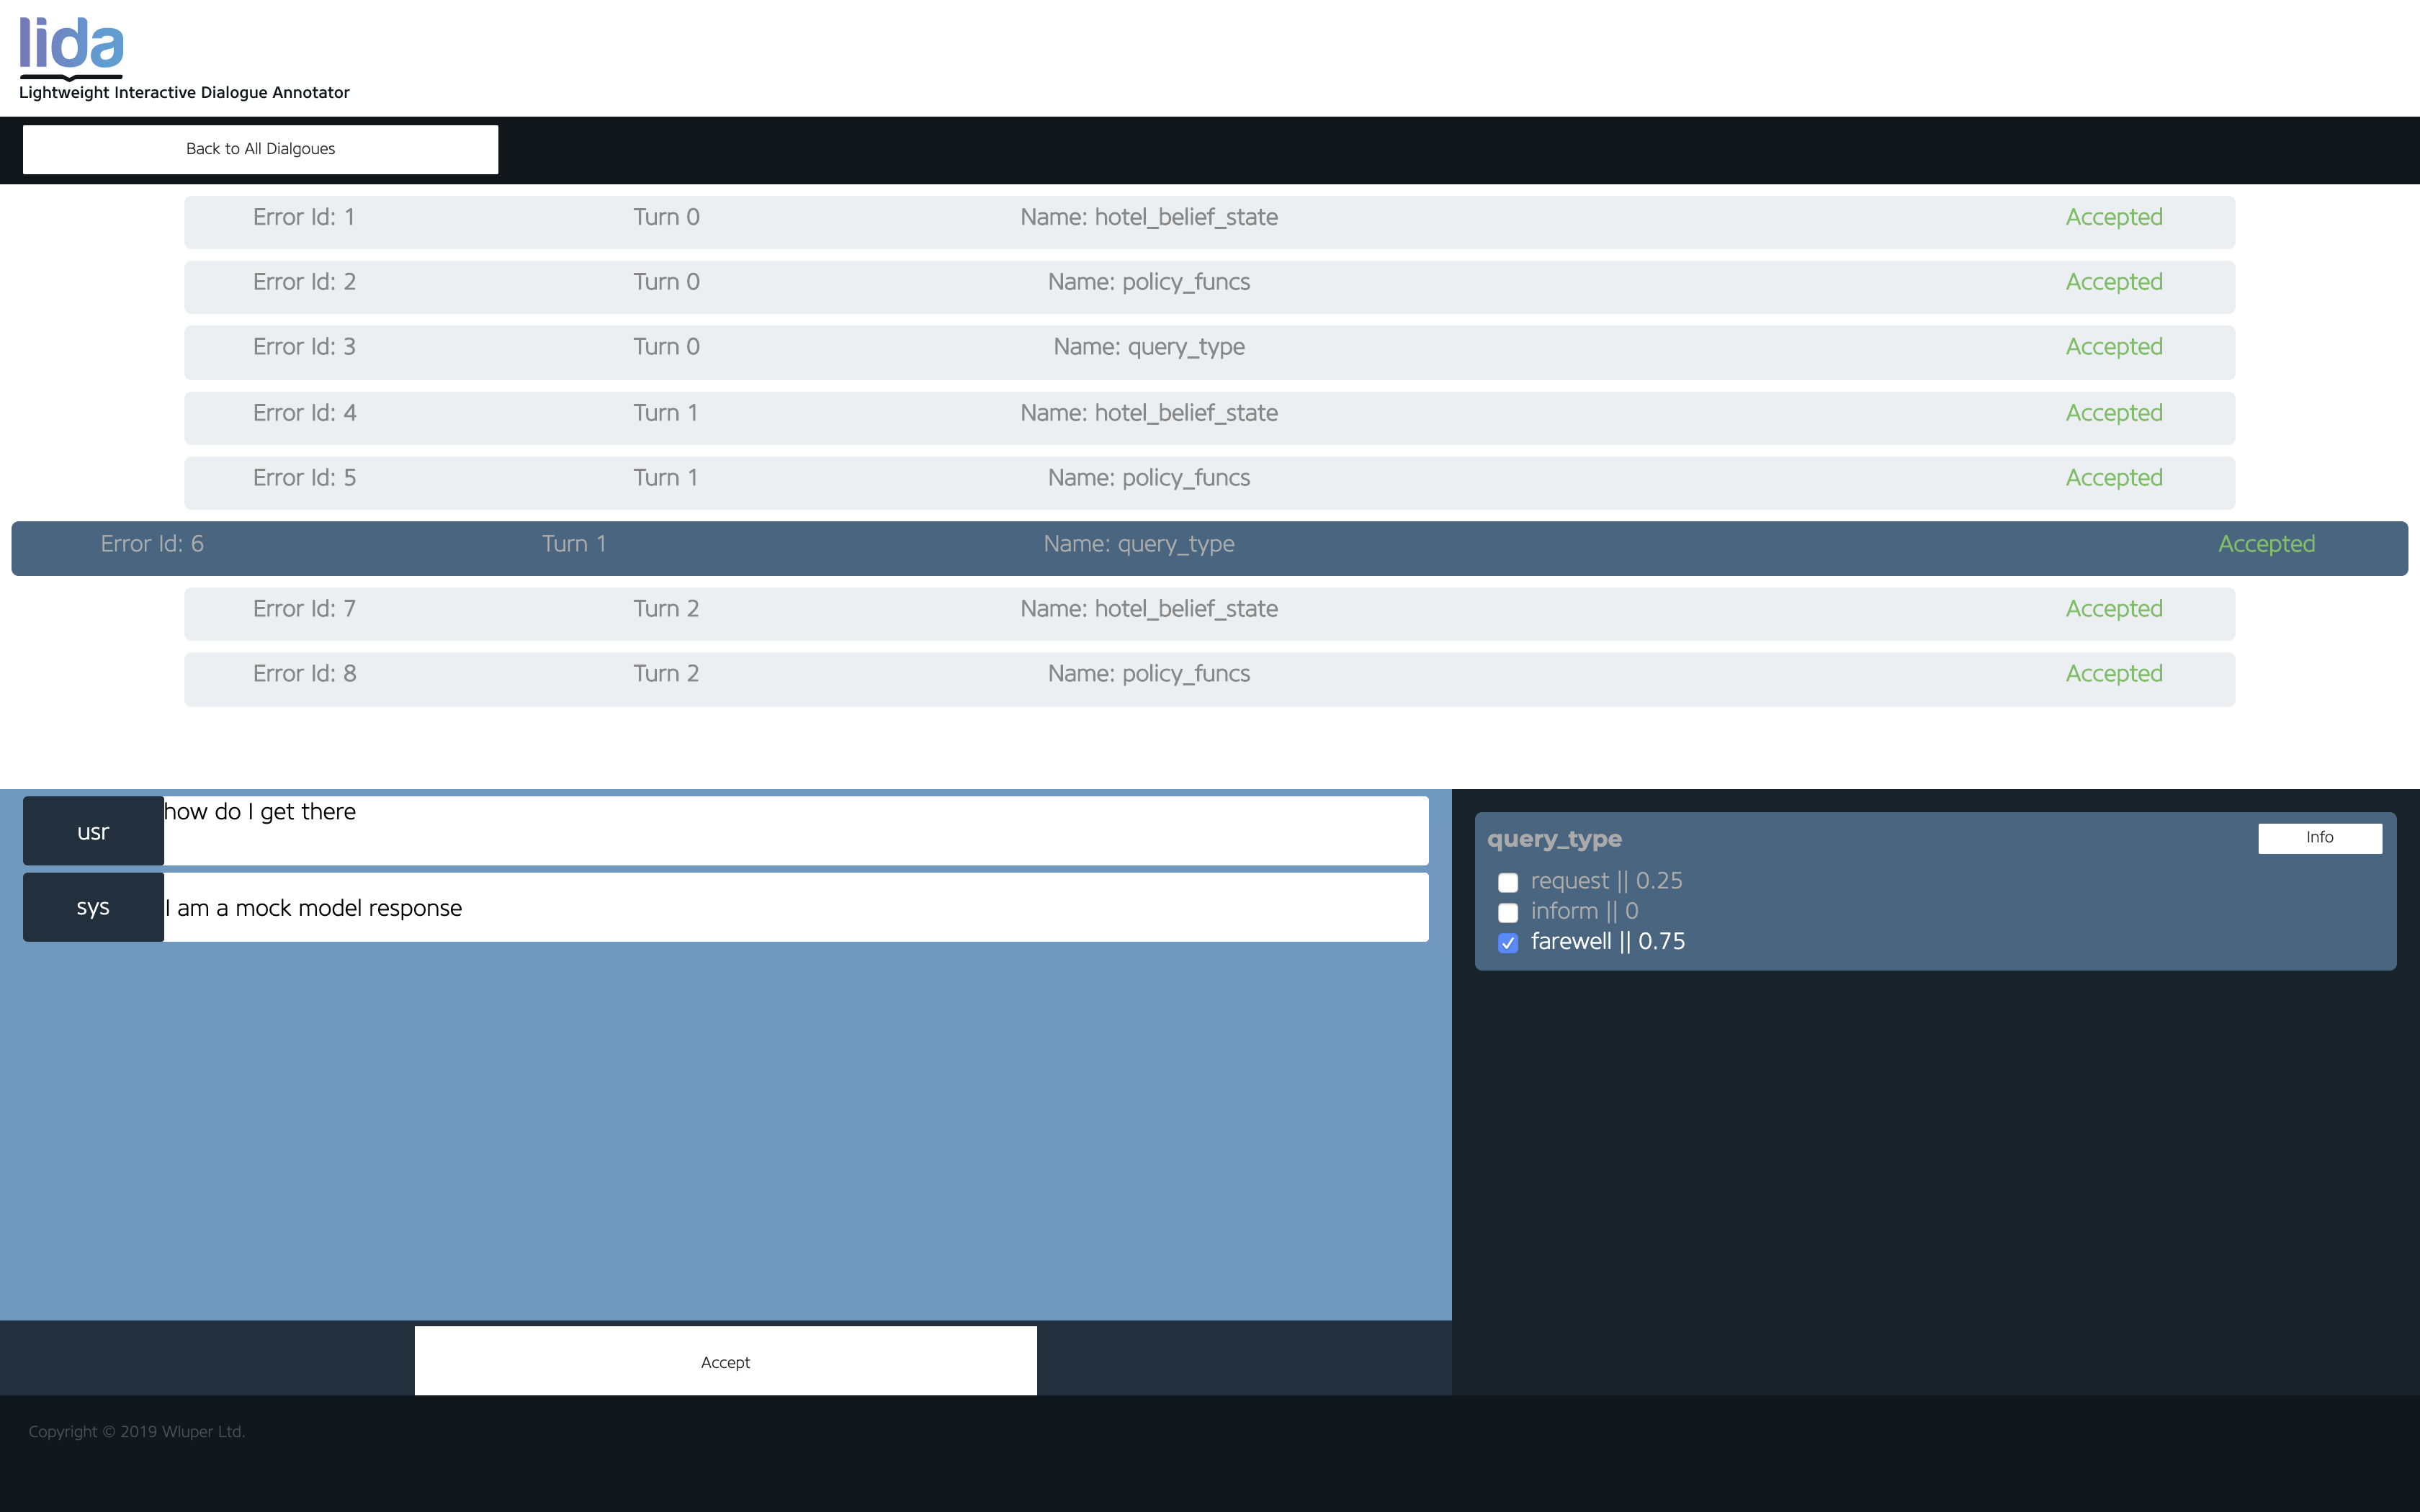 lida
Lightweight Interactive Dialogue Annotator
Back to All Dialgoues
Error Id: 1 Turn 0 Name: hotel_belief_state Accepted
Error Id: 2 Turn 0 Name: policy_funcs Accepted
Error Id: 3 Turn 0 Name: query_type Accepted
Error Id: 4 Turn 1 Name: hotel_belief_state Accepted
Error Id: 5 Turn 1 Name: policy_funcs Accepted
Error Id: 6 Turn 1 Name: query_type Accepted
Error Id: 7 Turn 2 Name: hotel_belief_state Accepted
Error Id: 8 Turn 2 Name: policy_funcs Accepted
usr how do I get there
sys I am a mock model response
Accept
query_type Info
request || 0.25
inform || 0
farewell || 0.75
Copyright © 2019 Wluper Ltd.